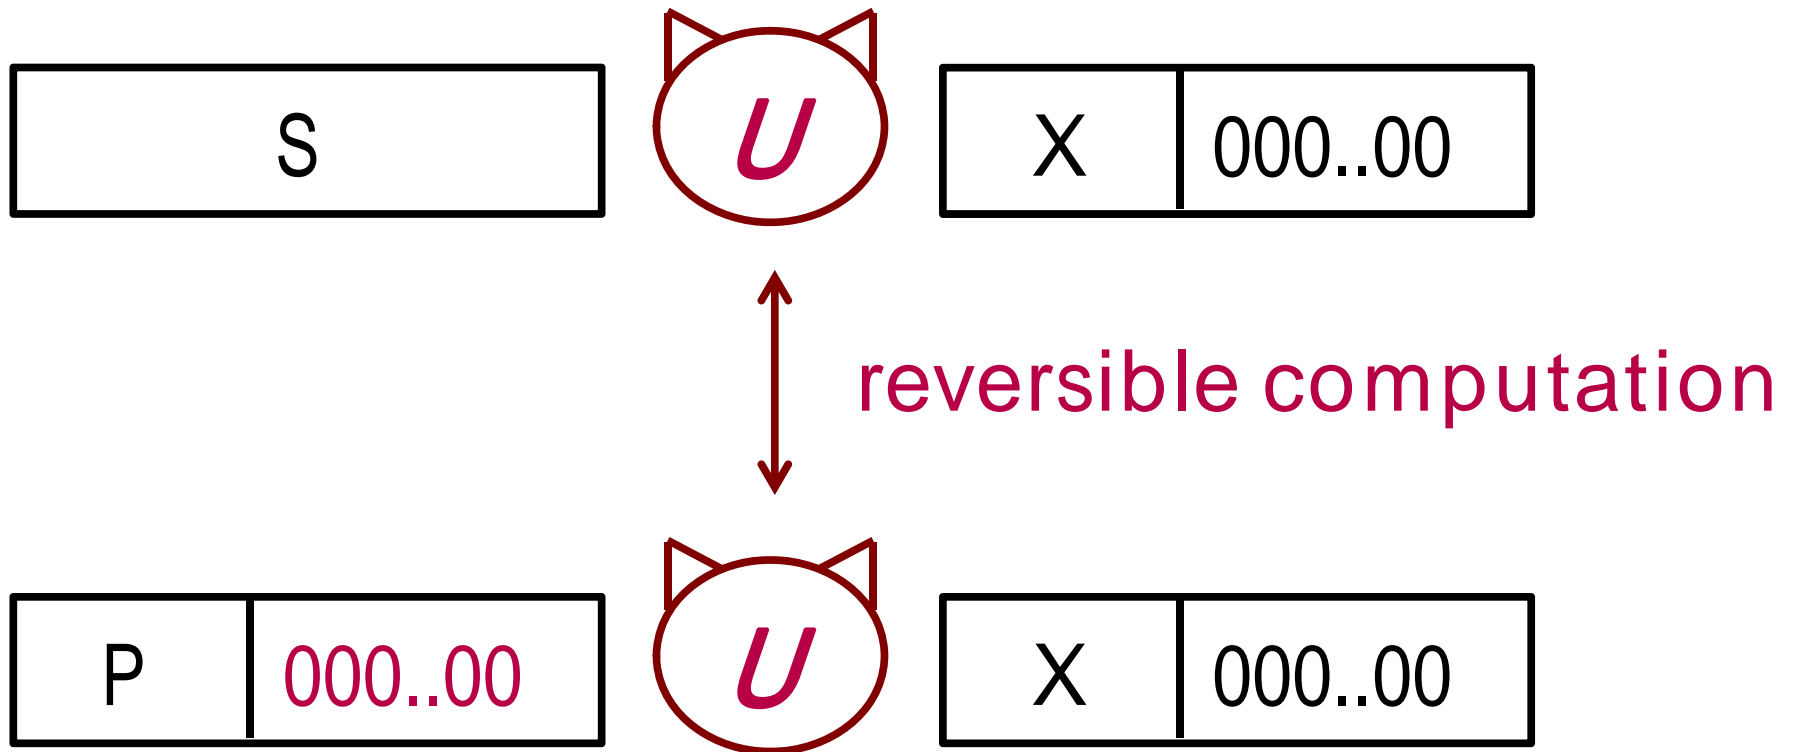 S U X 000..00
reversible computation
P 000..00 U X 000..00